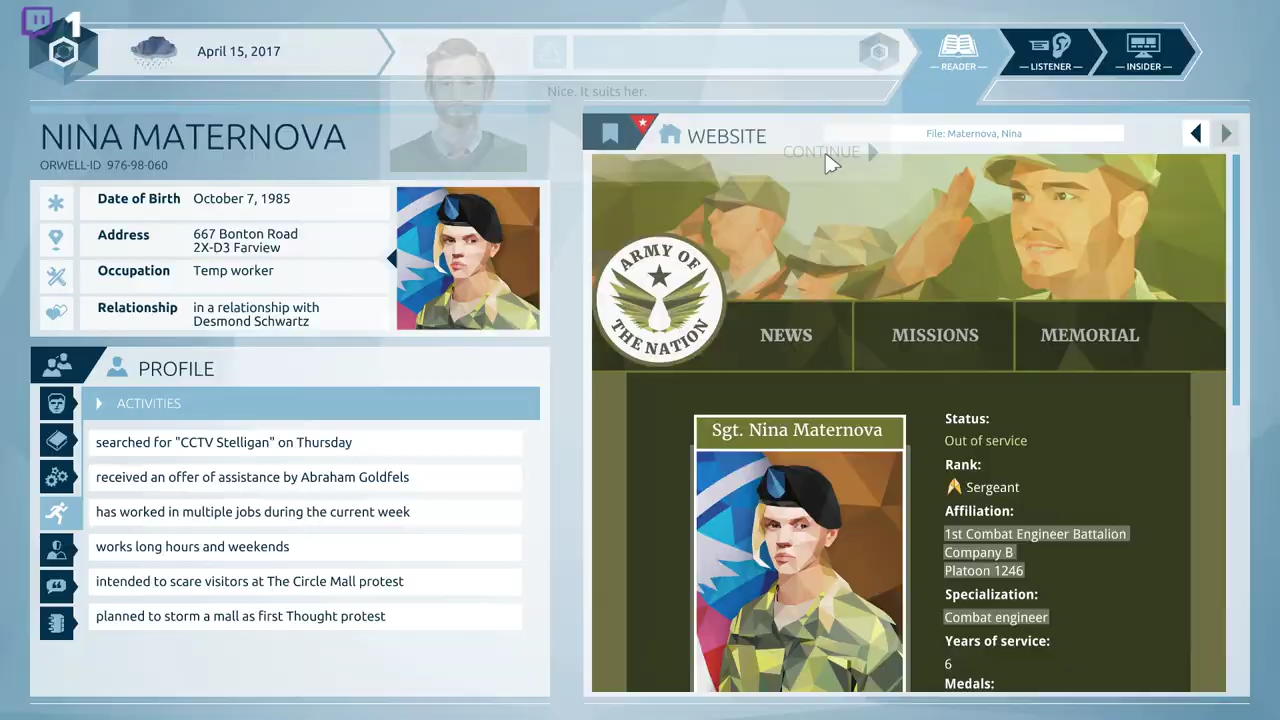 1
April 15, 2017
Nice. It suits her.
CONTINUE
— READER —
— LISTENER —
— INSIDER —
NINA MATERNOVA
ORWELL-ID 976-98-060
Date of Birth October 7, 1985
Address 667 Bonton Road
2X-D3 Farview
Occupation Temp worker
Relationship in a relationship with
Desmond Schwartz
PROFILE
ACTIVITIES
searched for "CCTV Stelligan" on Thursday
received an offer of assistance by Abraham Goldfels
has worked in multiple jobs during the current week
works long hours and weekends
intended to scare visitors at The Circle Mall protest
planned to storm a mall as first Thought protest
WEBSITE
File: Maternova, Nina
ARMY OF
THE NATION
NEWS
MISSIONS
MEMORIAL
Sgt. Nina Maternova
Status:
Out of service
Rank:
Sergeant
Affiliation:
1st Combat Engineer Battalion
Company B
Platoon 1246
Specialization:
Combat engineer
Years of service:
6
Medals: